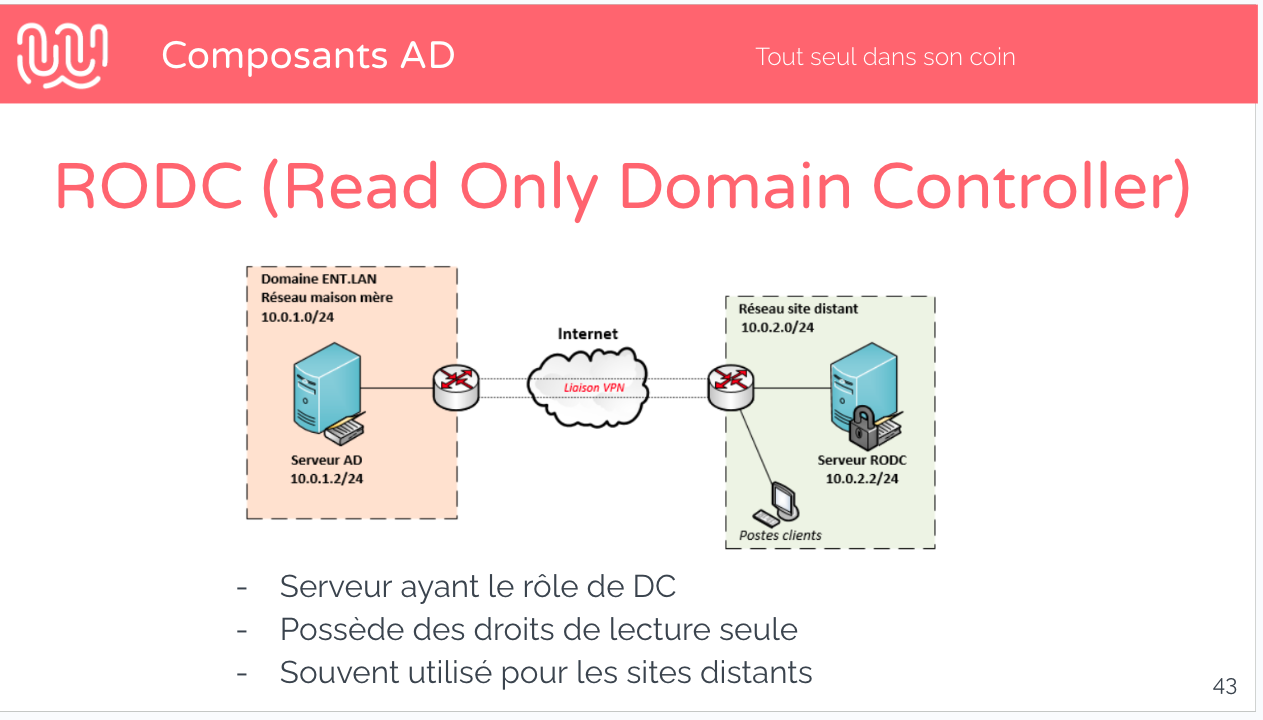 Composants AD
Tout seul dans son coin
RODC (Read Only Domain Controller)
Domaine ENT.LAN
Réseau maison mère
10.0.1.0/24
Serveur AD
10.0.1.2/24
Internet
Liaison VPN
Réseau site distant
10.0.2.0/24
Serveur RODC
10.0.2.2/24
Postes clients
- Serveur ayant le rôle de DC
- Possède des droits de lecture seule
- Souvent utilisé pour les sites distants
43